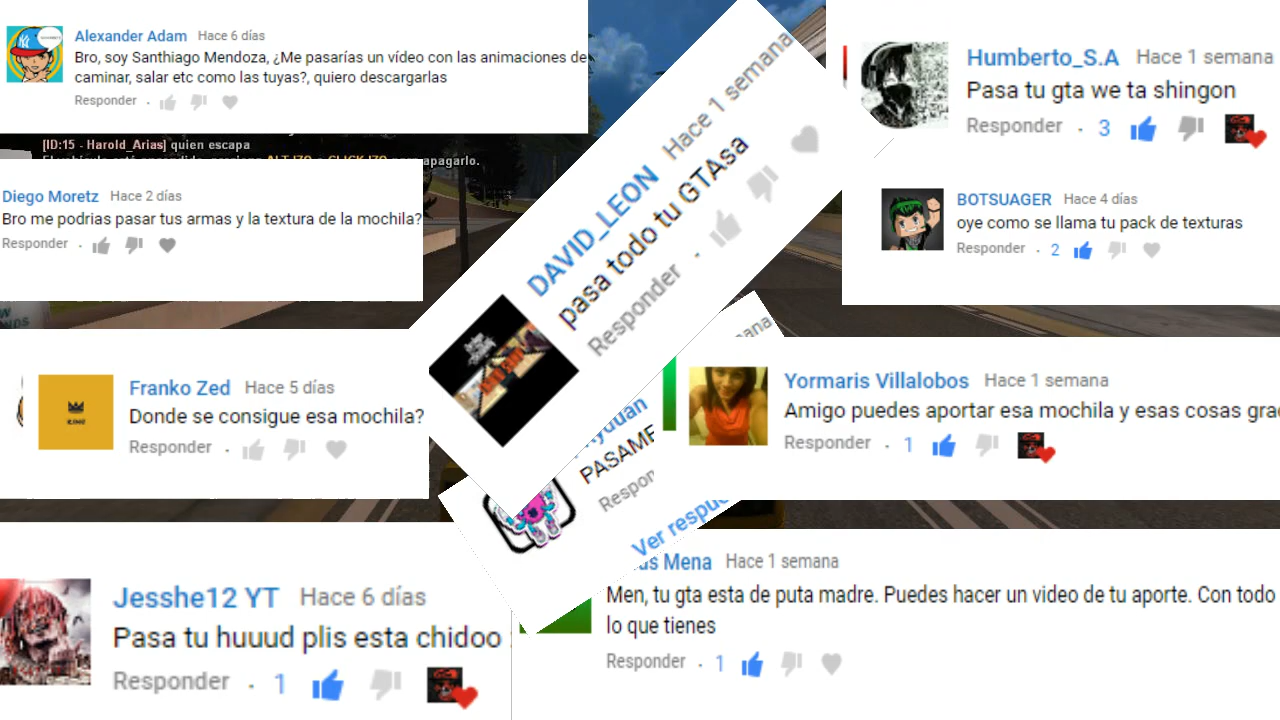 Alexander Adam Hace 6 días
Bro, soy Santhiago Mendoza, ¿Me pasarías un vídeo con las animaciones de
caminar, salar etc como las tuyas?, quiero descargarlas
Responder
[ID:15 - Harold_Arias] quien escapa
apagarlo.
Diego Moretz Hace 2 días
Bro me podrias pasar tus armas y la textura de la mochila?
Responder
Franko Zed Hace 5 días
Donde se consigue esa mochila?
Responder
Jesshe12 YT Hace 6 días
Pasa tu huuud plis esta chidoo
Responder · 1
DAVID_LEON Hace 1 semana
pasa todo tu GTAsa
Responder
PASAME
Ver
Humberto_S.A Hace 1 semana
Pasa tu gta we ta shingon
Responder · 3
BOTSUAGER Hace 4 días
oye como se llama tu pack de texturas
Responder · 2
Yormaris Villalobos Hace 1 semana
Amigo puedes aportar esa mochila y esas cosas
Responder · 1
Mena Hace 1 semana
Men, tu gta esta de puta madre. Puedes hacer un video de tu aporte. Con todo
lo que tienes
Responder · 1